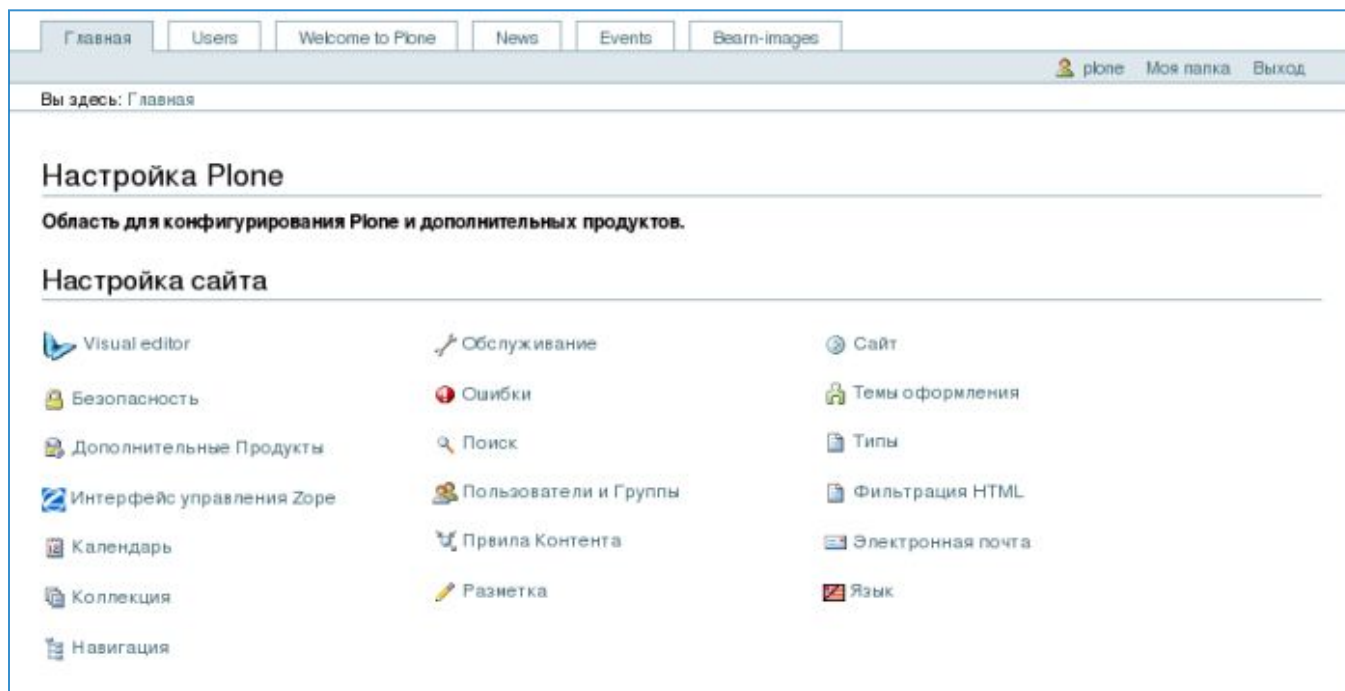 Главная Users Welcome to Plone News Events Bearn-images
plone Моя папка Выход
Вы здесь: Главная
Настройка Plone
Область для конфигурирования Plone и дополнительных продуктов.
Настройка сайта
Visual editor Обслуживание Сайт
Безопасность Ошибки Темы оформления
Дополнительные Продукты Поиск Типы
Интерфейс управления Zope Пользователи и Группы Фильтрация HTML
Календарь Првила Контента Электронная почта
Коллекция Разметка Язык
Навигация